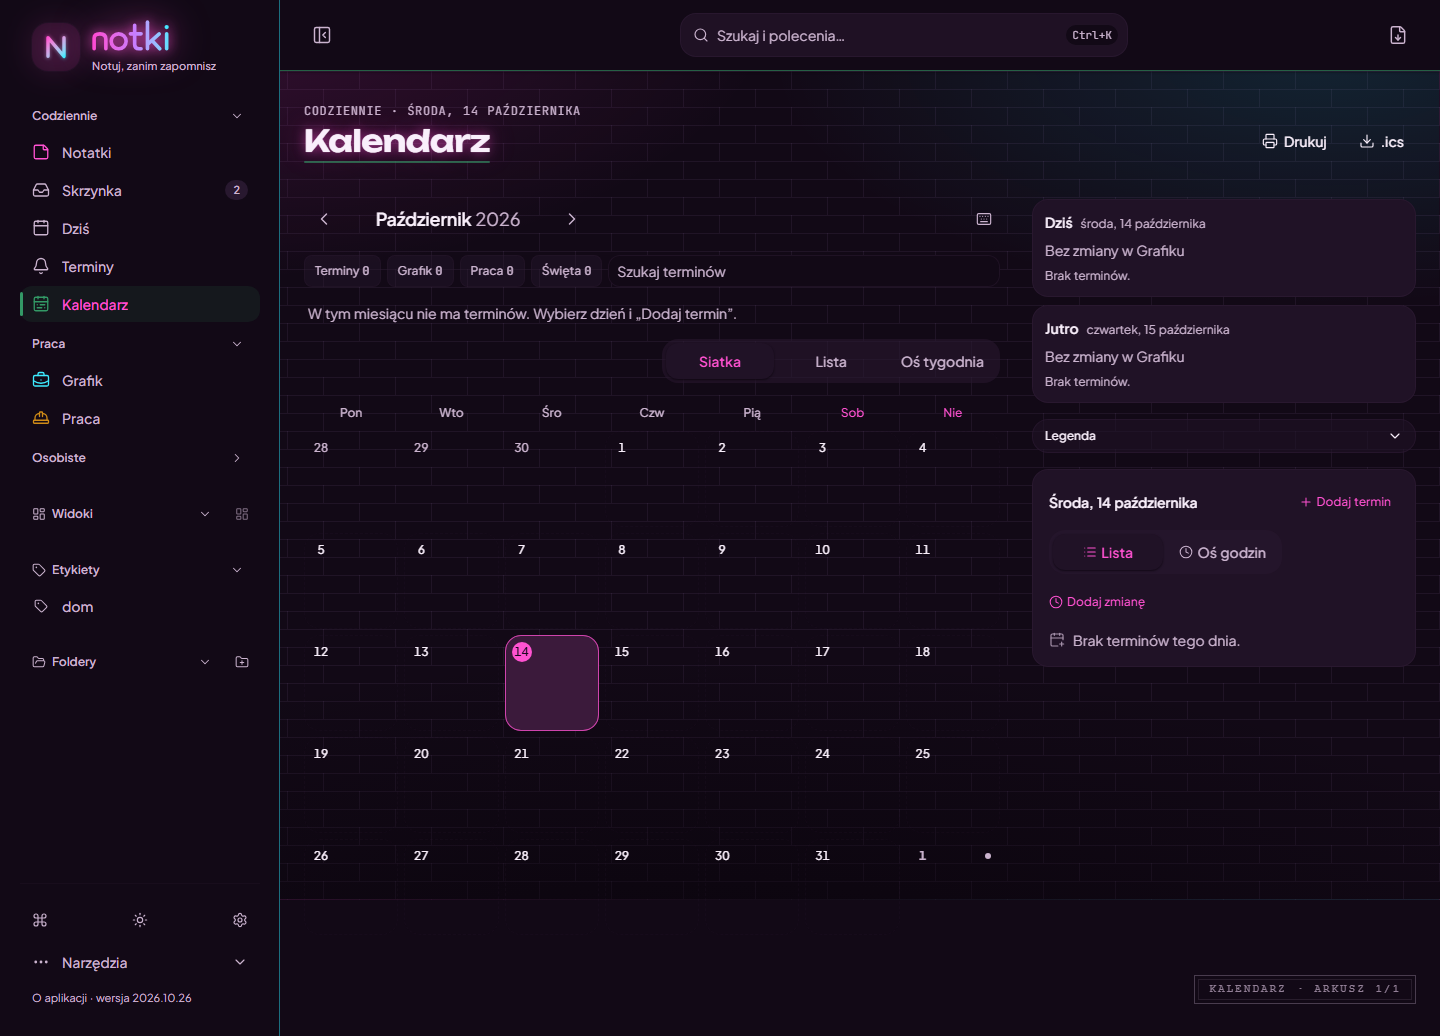 N notki
Notuj, zanim zapomnisz
Codziennie
Notatki
Skrzynka 2
Dziś
Terminy
Kalendarz
Praca
Grafik
Praca
Osobiste
Widoki
Etykiety
dom
Foldery
Narzędzia
O aplikacji · wersja 2026.10.26
Szukaj i polecenia... Ctrl+K
CODZIENNIE · ŚRODA, 14 PAŹDZIERNIKA
Kalendarz
Drukuj .ics
Październik 2026
Terminy 0 Grafik 0 Praca 0 Święta 0 Szukaj terminów
W tym miesiącu nie ma terminów. Wybierz dzień i „Dodaj termin”.
Siatka Lista Oś tygodnia
Pon Wto Śro Czw Pią Sob Nie
28 29 30 1 2 3 4
5 6 7 8 9 10 11
12 13 14 15 16 17 18
19 20 21 22 23 24 25
26 27 28 29 30 31 1
Dziś środa, 14 października
Bez zmiany w Grafiku
Brak terminów.
Jutro czwartek, 15 października
Bez zmiany w Grafiku
Brak terminów.
Legenda
Środa, 14 października Dodaj termin
Lista Oś godzin
Dodaj zmianę
Brak terminów tego dnia.
KALENDARZ · ARKUSZ 1/1